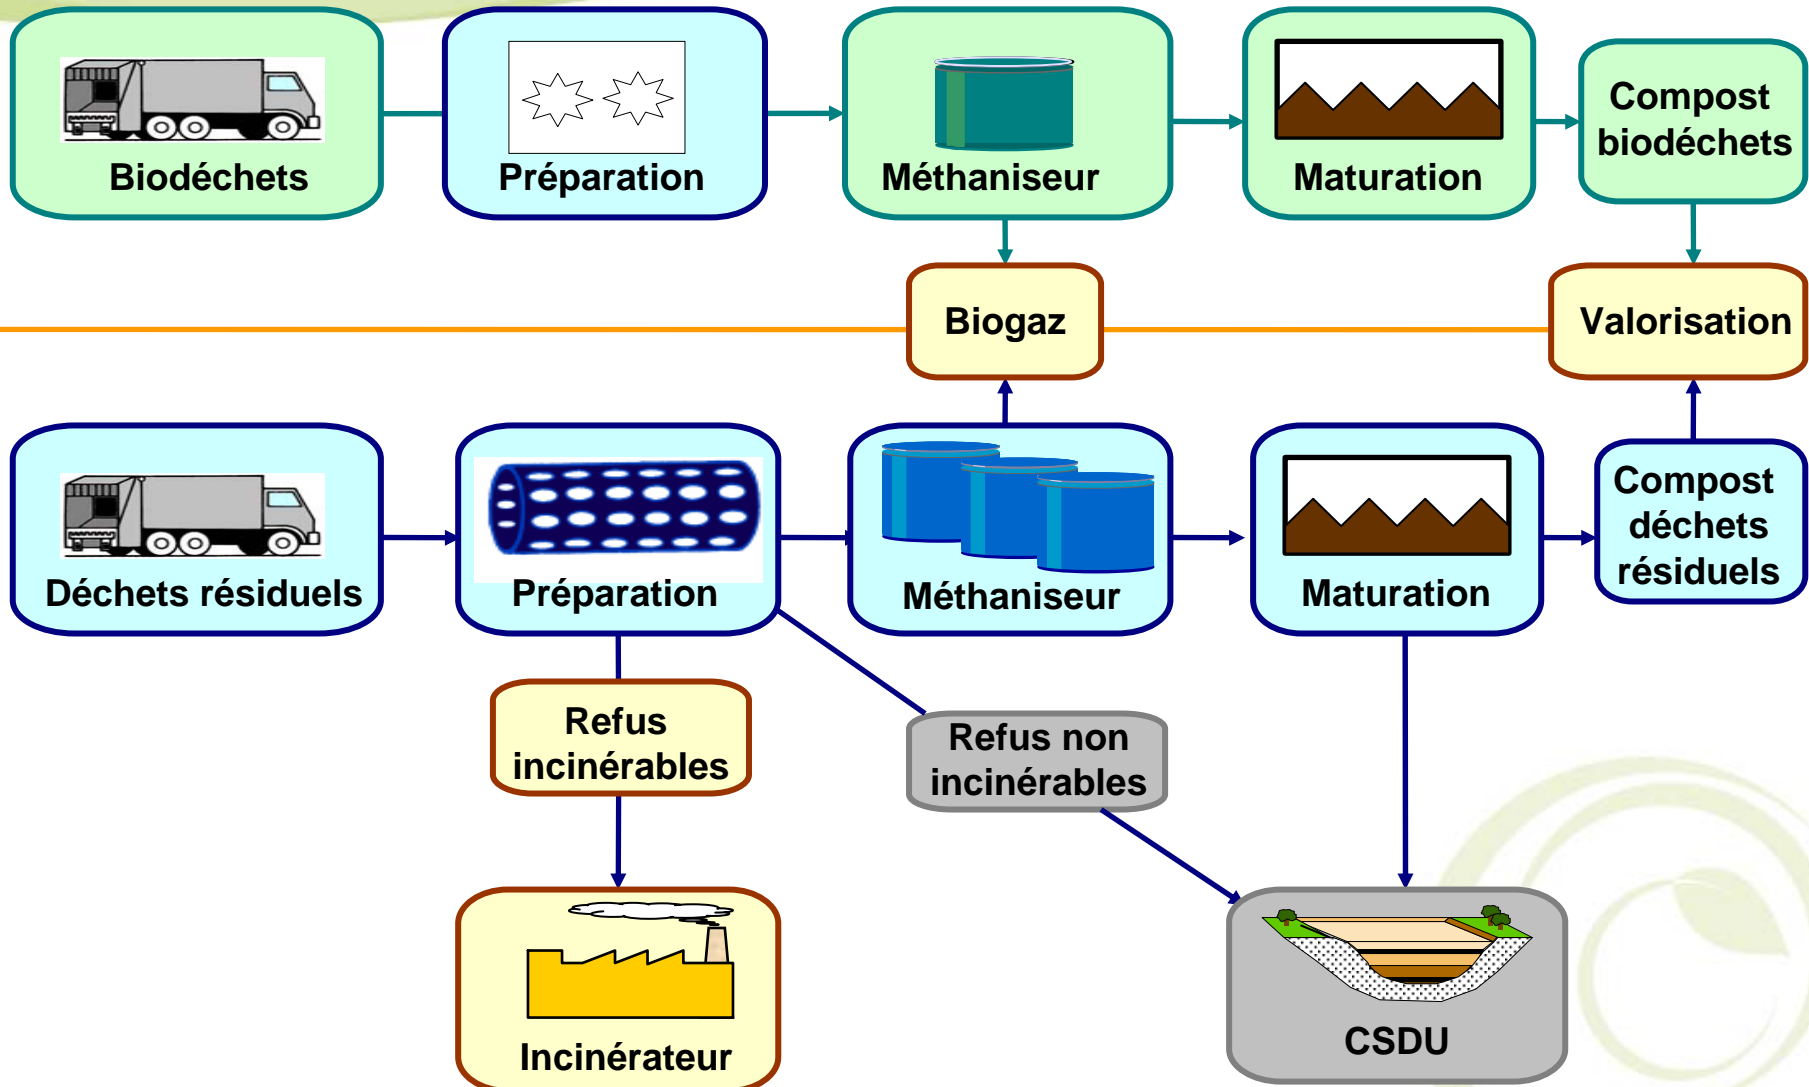 Biodéchets
Préparation
Méthaniseur
Maturation
Compost
biodéchets
Biogaz
Valorisation
Déchets résiduels
Préparation
Méthaniseur
Maturation
Compost
déchets
résiduels
Refus
incinérables
Refus non
incinérables
Incinérateur
CSDU